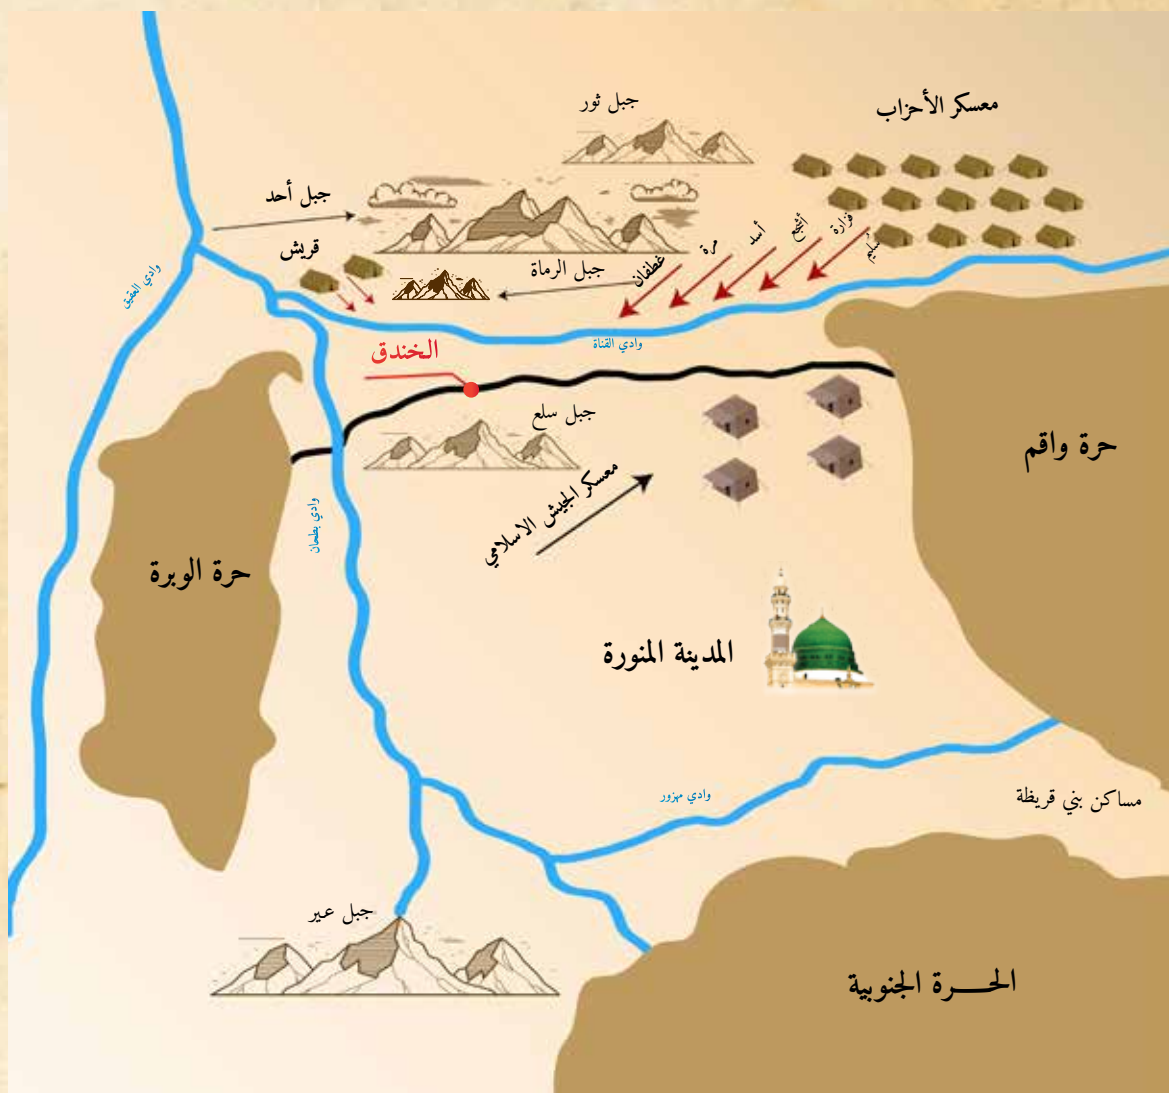 معسكر الأحزاب
جبل ثور
جبل أحد
قريش
جبل الرماة
غطفان
مرة
أسد
أشجع
فزارة
سليم
وادي العقيق
وادي القناة
الخندق
جبل سلع
معسكر الجيش الاسلامي
حرة واقم
وادي بطحان
حرة الوبرة
المدينة المنورة
وادي مهزور
مساكن بني قريظة
جبل عير
الحـــرة الجنوبية